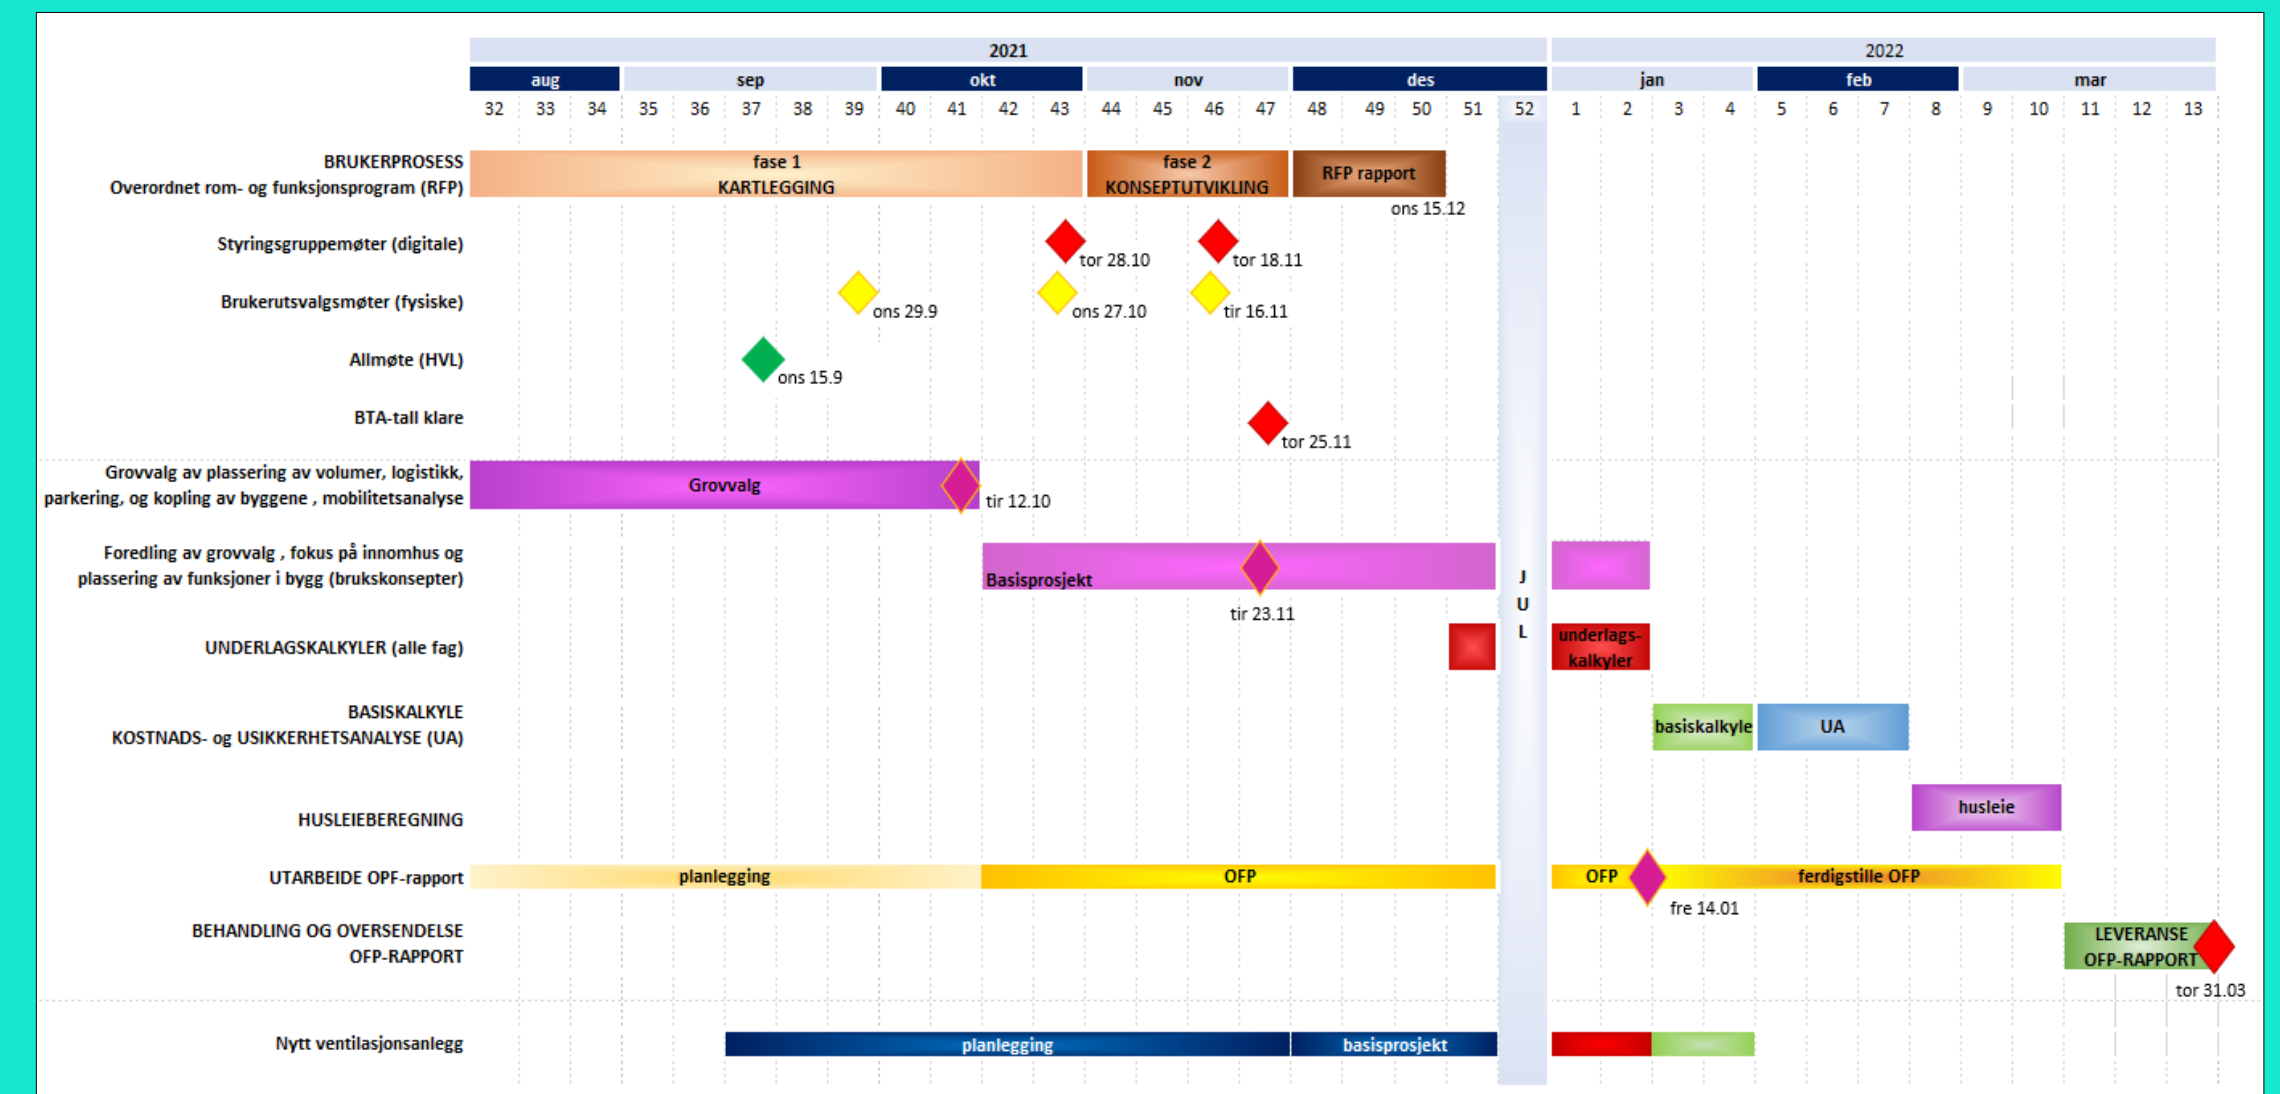 2021 2022
aug sep okt nov des jan feb mar
32 33 34 35 36 37 38 39 40 41 42 43 44 45 46 47 48 49 50 51 52 1 2 3 4 5 6 7 8 9 10 11 12 13
BRUKERPROSESS
Overordnet rom- og funksjonsprogram (RFP)
fase 1
KARTLEGGING
fase 2
KONSEPTUTVIKLING
RFP rapport
ons 15.12
Styringsgruppemøter (digitale)
tor 28.10
tor 18.11
Brukerutsvalgsmøter (fysiske)
ons 29.9
ons 27.10
tir 16.11
Allmøte (HVL)
ons 15.9
BTA-tall klare
tor 25.11
Grovvalg av plassering av volumer, logistikk,
parkering, og kopling av byggene , mobilitetsanalyse
Grovvalg
tir 12.10
Foredling av grovvalg , fokus på innomhus og
plassering av funksjoner i bygg (brukskonsepter)
Basisprosjekt
tir 23.11
J
U
L
UNDERLAGSKALKYLER (alle fag)
underlags-
kalkyler
BASISKALKYLE
KOSTNADS- og USIKKERHETSANALYSE (UA)
basiskalkyle
UA
HUSLEIEBEREGNING
husleie
UTARBEIDE OPF-rapport
planlegging
OFP
OFP
ferdigstille OFP
fre 14.01
BEHANDLING OG OVERSENDELSE
OFP-RAPPORT
LEVERANSE
OFP-RAPPORT
tor 31.03
Nytt ventilasjonsanlegg
planlegging
basisprosjekt